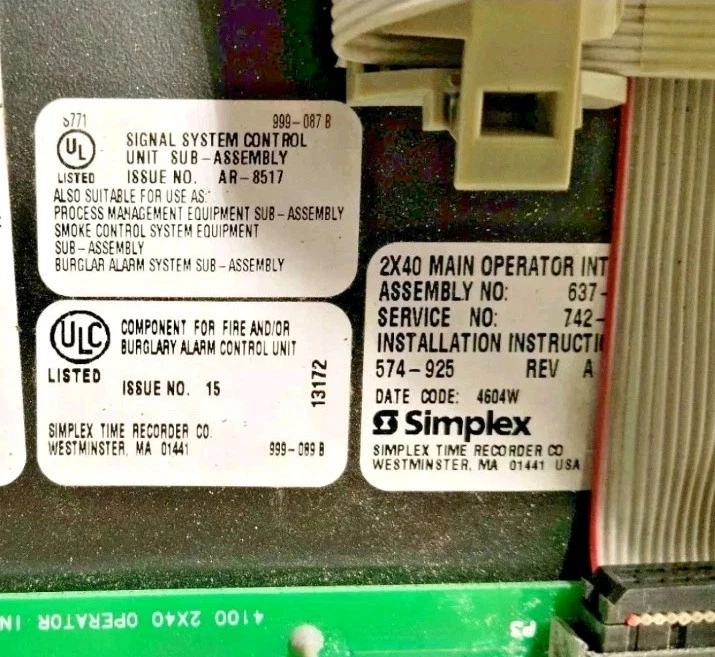 S771 999-087 B
UL
LISTED
SIGNAL SYSTEM CONTROL
UNIT SUB-ASSEMBLY
ISSUE NO. AR-8517
ALSO SUITABLE FOR USE AS:
PROCESS MANAGEMENT EQUIPMENT SUB-ASSEMBLY
SMOKE CONTROL SYSTEM EQUIPMENT
SUB-ASSEMBLY
BURGLAR ALARM SYSTEM SUB-ASSEMBLY
ULC
LISTED
COMPONENT FOR FIRE AND/OR
BURGLARY ALARM CONTROL UNIT
ISSUE NO. 15
13172
SIMPLEX TIME RECORDER CO.
WESTMINSTER, MA 01441 999-089 B
2X40 MAIN OPERATOR INT
ASSEMBLY NO: 637-
SERVICE NO: 742-
INSTALLATION INSTRUCTI
574-925 REV A
DATE CODE: 4604W
Simplex
SIMPLEX TIME RECORDER CO
WESTMINSTER, MA 01441 USA
4100 2X40 OPERATOR IN
P3